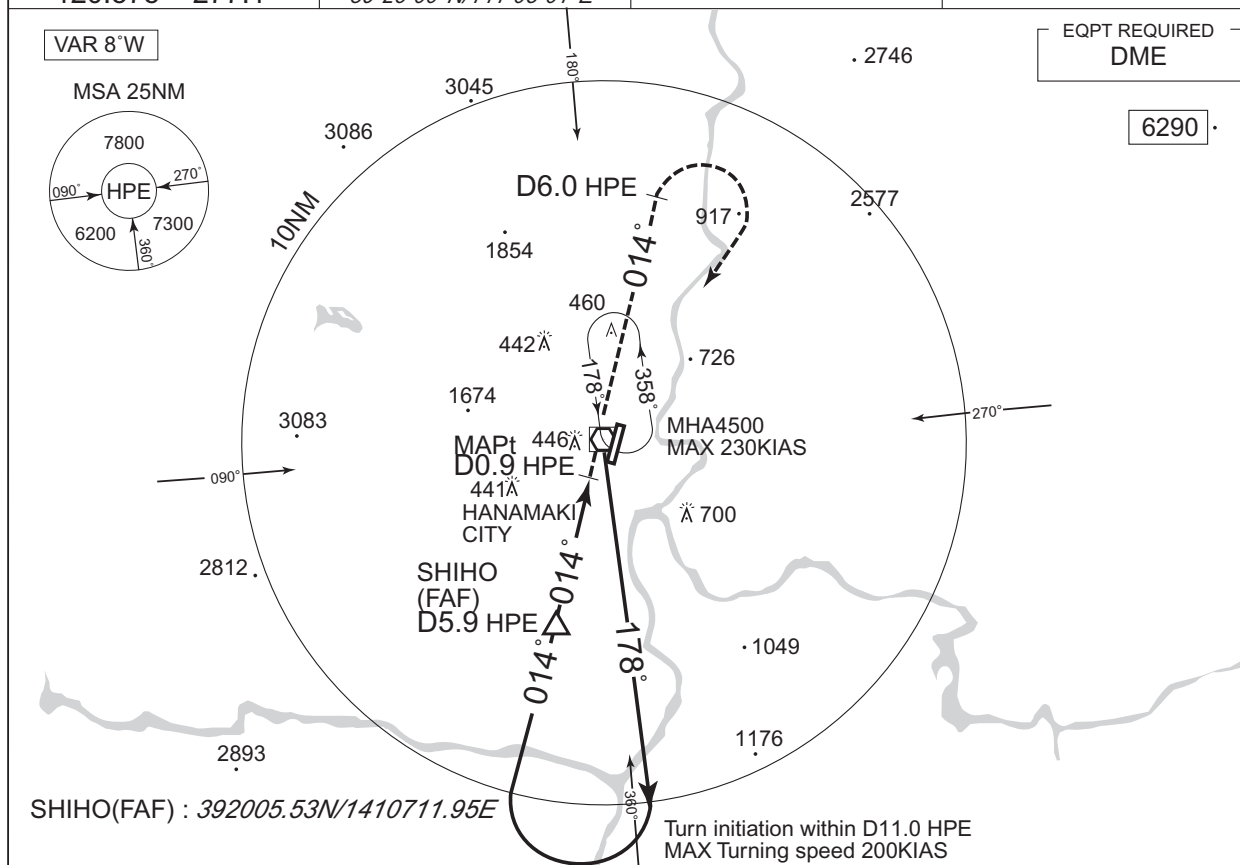 VAR 8°W
MSA 25NM
7800
090°
HPE
270°
6200
7300
360°
EQPT REQUIRED
DME
6290
180°
2746
3045
3086
10NM
D6.0 HPE
917
2577
1854
014°
460
442
726
178°
358°
1674
3083
270°
MHA4500
MAX 230KIAS
446
MAPt
D0.9 HPE
090°
441
HANAMAKI
CITY
700
2812
SHIHO
(FAF)
D5.9 HPE
014°
014°
178°
1049
1176
2893
360°
SHIHO(FAF) : 392005.53N/1410711.95E
Turn initiation within D11.0 HPE
MAX Turning speed 200KIAS